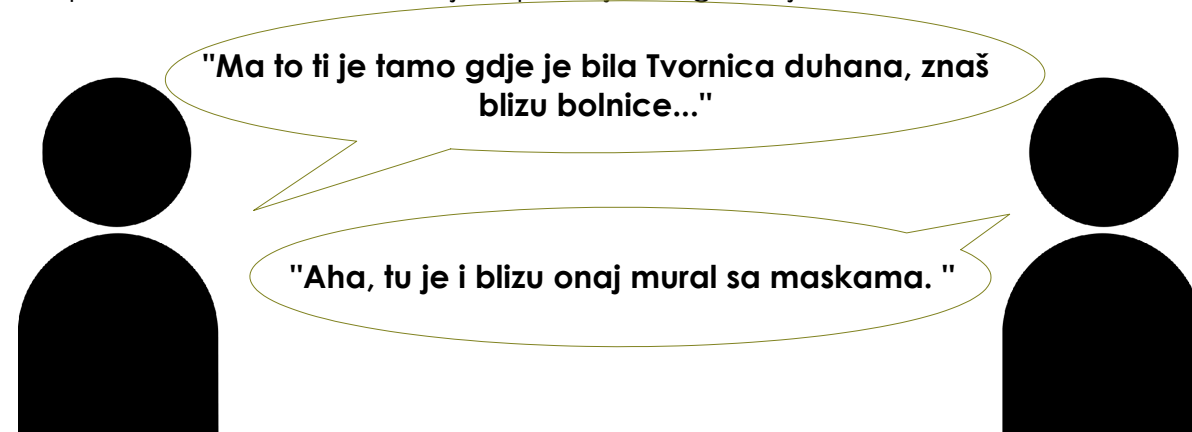 "Ma to ti je tamo gdje je bila Tvornica duhana, znaš
blizu bolnice..."
"Aha, tu je i blizu onaj mural sa maskama. "